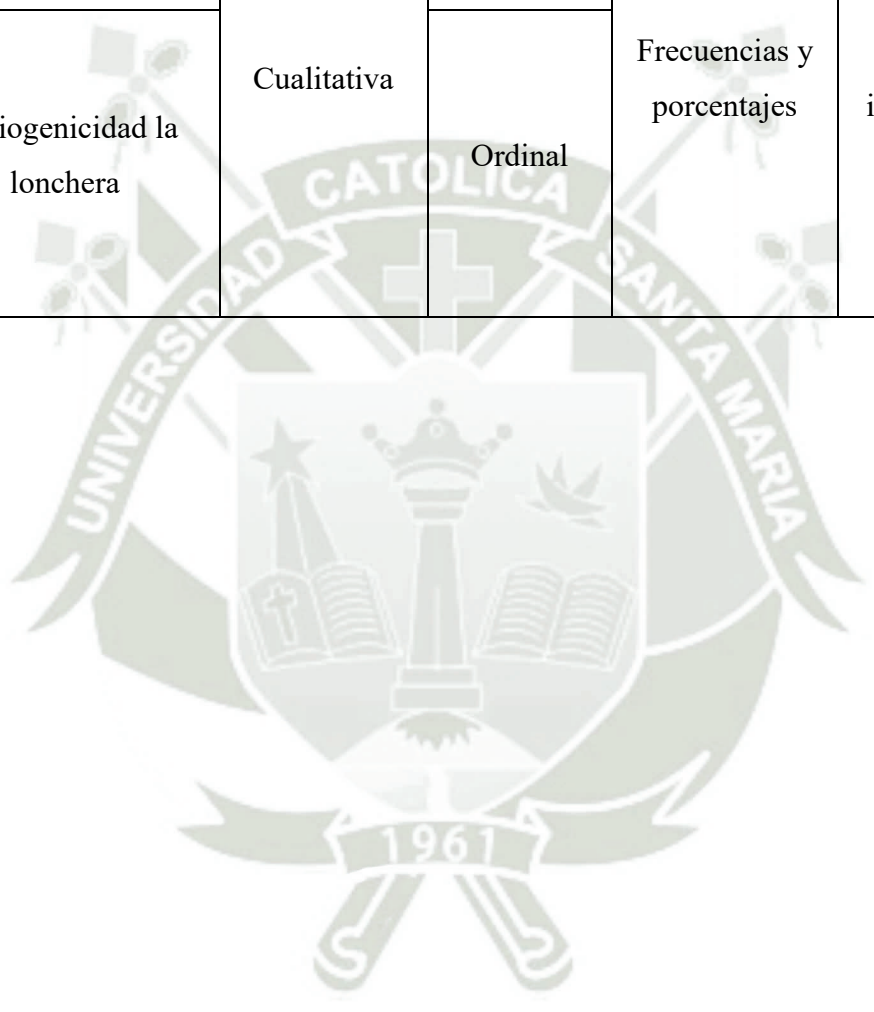 Cualitativa
Frecuencias y
porcentajes
iogenicidad la
lonchera
Ordinal
UNIVERSIDAD CATOLICA SANTA MARIA
1961